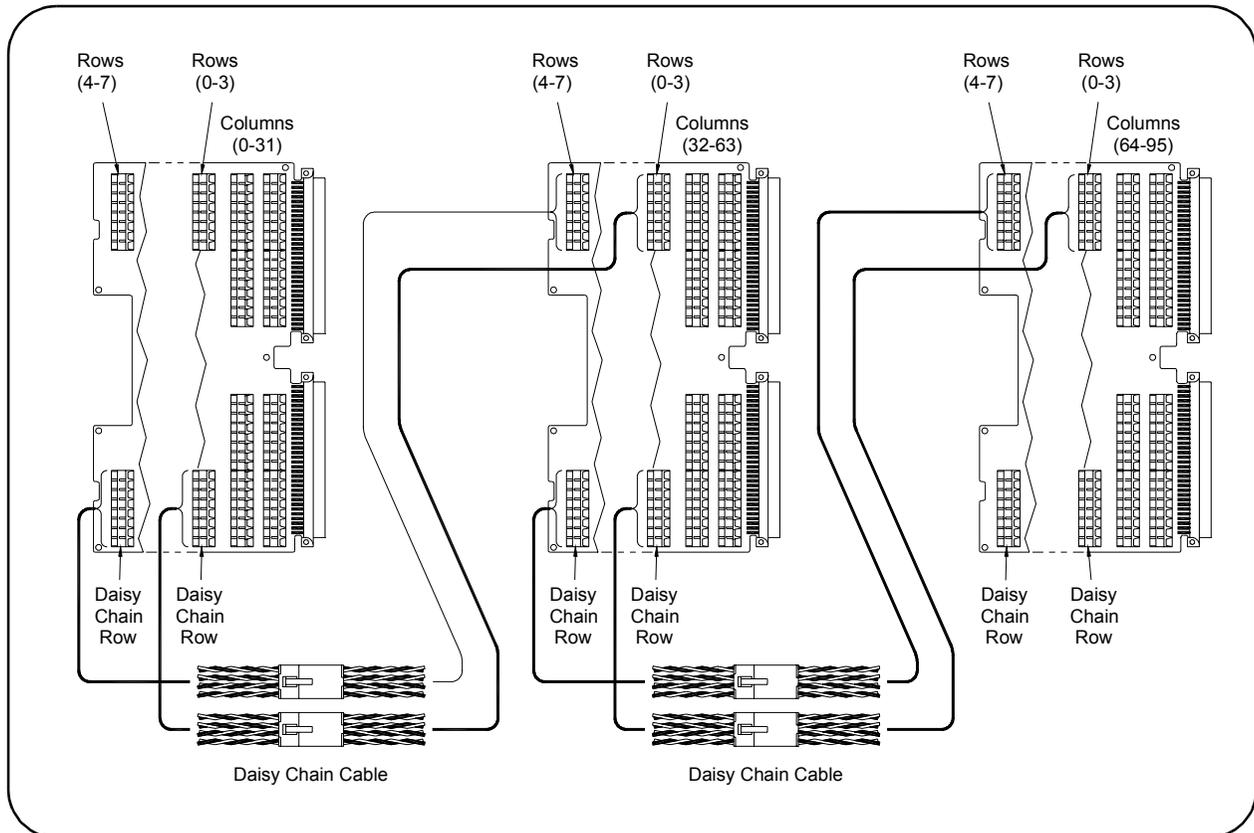 Rows
(4-7)
Rows
(0-3)
Columns
(0-31)
Rows
(4-7)
Rows
(0-3)
Columns
(32-63)
Rows
(4-7)
Rows
(0-3)
Columns
(64-95)
Daisy
Chain
Row
Daisy
Chain
Row
Daisy
Chain
Row
Daisy
Chain
Row
Daisy
Chain
Row
Daisy
Chain
Row
Daisy Chain Cable
Daisy Chain Cable